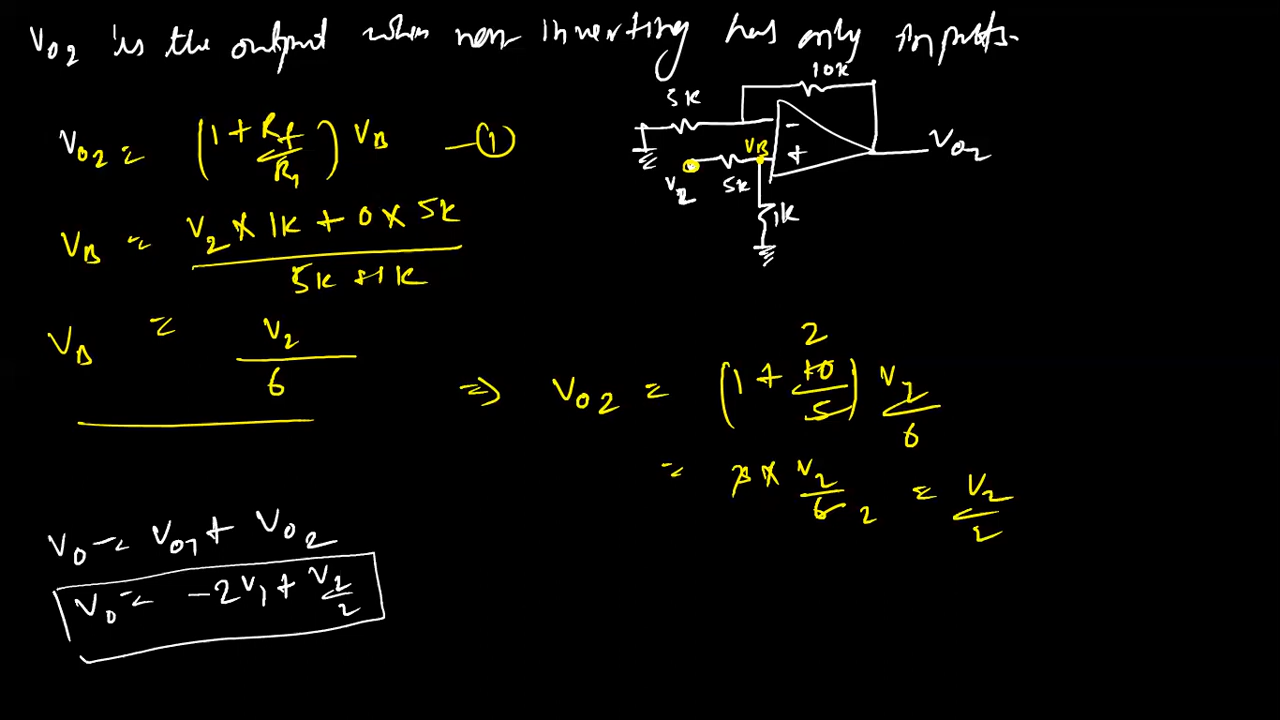 Vo2 is the output when non inverting has only inputs.
Vo2 = (1 + Rf/R1) VB — ①
VB = V2 × 1k + 0 × 5k / 5k + 1k
VB = V2/6
5k
10k
VB
-
+
Vo2
V2
5k
1k
⇒ Vo2 = (1 + 10/5) V2/6
2
= 3 × V2/6 2 = V2/2
Vo = Vo1 + Vo2
Vo = -2V1 + V2/2